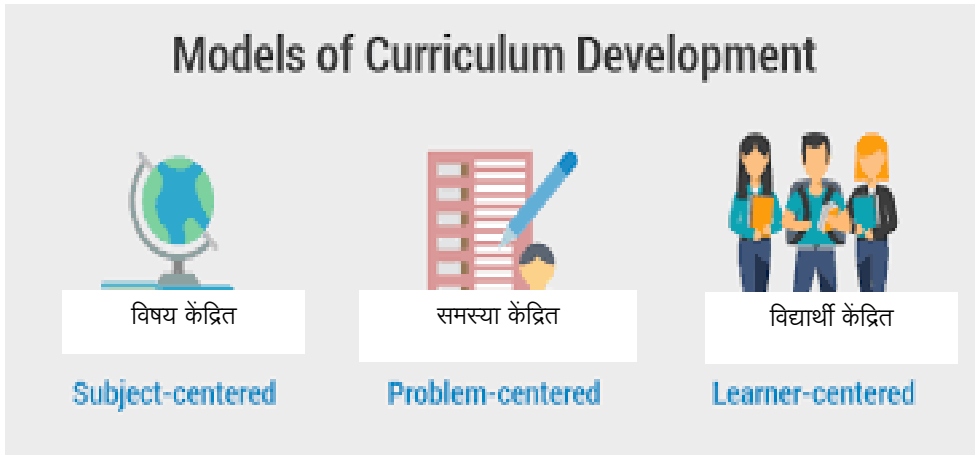 Models of Curriculum Development
विषय केंद्रित
समस्या केंद्रित
विद्यार्थी केंद्रित
Subject-centered
Problem-centered
Learner-centered